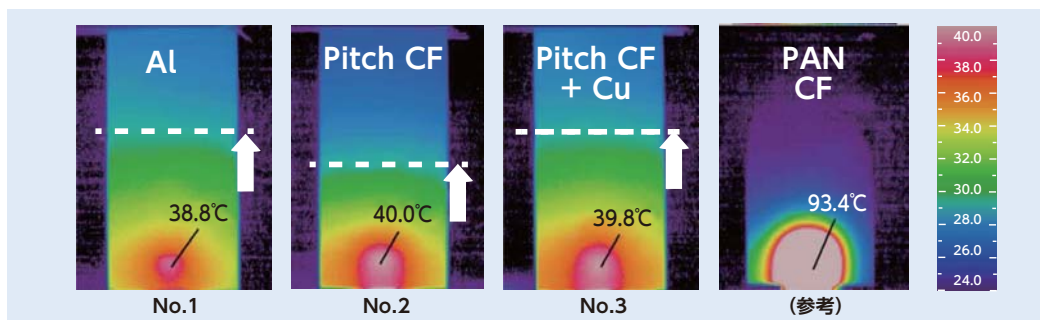 Al
38.8℃
No.1
Pitch CF
40.0℃
No.2
Pitch CF
+ Cu
39.8℃
No.3
PAN
CF
93.4℃
(参考)
40.0
38.0
36.0
34.0
32.0
30.0
28.0
26.0
24.0